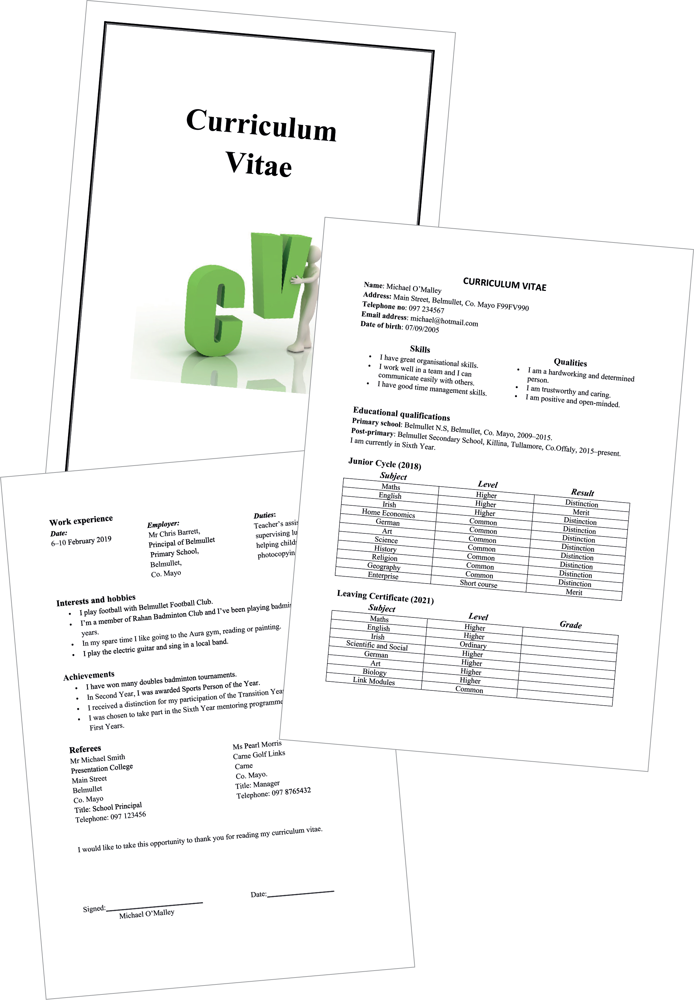 Curriculum
Vitae
CV
CURRICULUM VITAE
Name: Michael O’Malley
Address: Main Street, Belmullet, Co. Mayo F99FV990
Telephone no: 097 234567
Email address: michael@hotmail.com
Date of birth: 07/09/2005
Skills
• I have great organisational skills.
• I work well in a team and I can
communicate easily with others.
• I have good time management skills.
Qualities
• I am a hardworking and determined
person.
• I am trustworthy and caring.
• I am positive and open-minded.
Educational qualifications
Primary school: Belmullet N.S, Belmullet, Co. Mayo, 2009–2015.
Post-primary: Belmullet Secondary School, Killina, Tullamore, Co.Offaly, 2015–present.
I am currently in Sixth Year.
Junior Cycle (2018)
Subject Level Result
Maths Higher Distinction
English Higher Merit
Irish Higher Distinction
Home Economics Common Distinction
German Common Distinction
Art Common Distinction
Science Common Distinction
History Common Distinction
Religion Common Distinction
Geography Common Distinction
Enterprise Short course Merit
Leaving Certificate (2021)
Subject Level Grade
Maths Higher
English Higher
Irish Ordinary
Scientific and Social Higher
German Higher
Art Higher
Biology Higher
Link Modules Common
Work experience
Date:
6–10 February 2019
Employer:
Mr Chris Barrett,
Principal of Belmullet
Primary School,
Belmullet,
Co. Mayo
Duties:
Teacher’s
supervising
helping
Interests and hobbies
• I play football with Belmullet Football Club.
• I’m a member of Rahan Badminton Club and I’ve been playing
years.
• In my spare time I like going to the Aura gym, reading or painting.
• I play the electric guitar and sing in a local band.
Achievements
• I have won many doubles badminton tournaments.
• In Second Year, I was awarded Sports Person of the Year.
• I received a distinction for my participation of the Transition
• I was chosen to take part in the Sixth Year mentoring programme
First Years.
Referees
Mr Michael Smith
Presentation College
Main Street
Belmullet
Co. Mayo
Title: School Principal
Telephone: 097 123456
Ms Pearl Morris
Carne Golf Links
Carne
Co. Mayo.
Title: Manager
Telephone: 097 8765432
I would like to take this opportunity to thank you for reading my curriculum vitae.
Signed:
Michael O’Malley
Date: